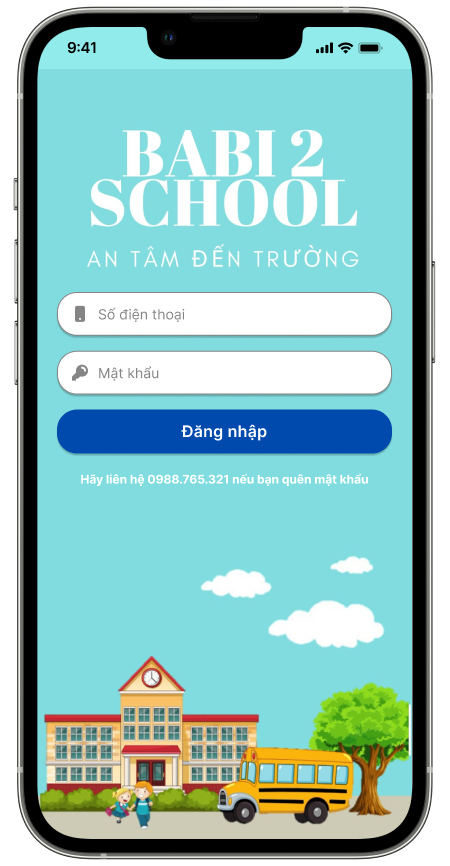 9:41
BABI 2
SCHOOL
AN TÂM ĐẾN TRƯỜNG
Số điện thoại
Mật khẩu
Đăng nhập
Hãy liên hệ 0988.765.321 nếu bạn quên mật khẩu